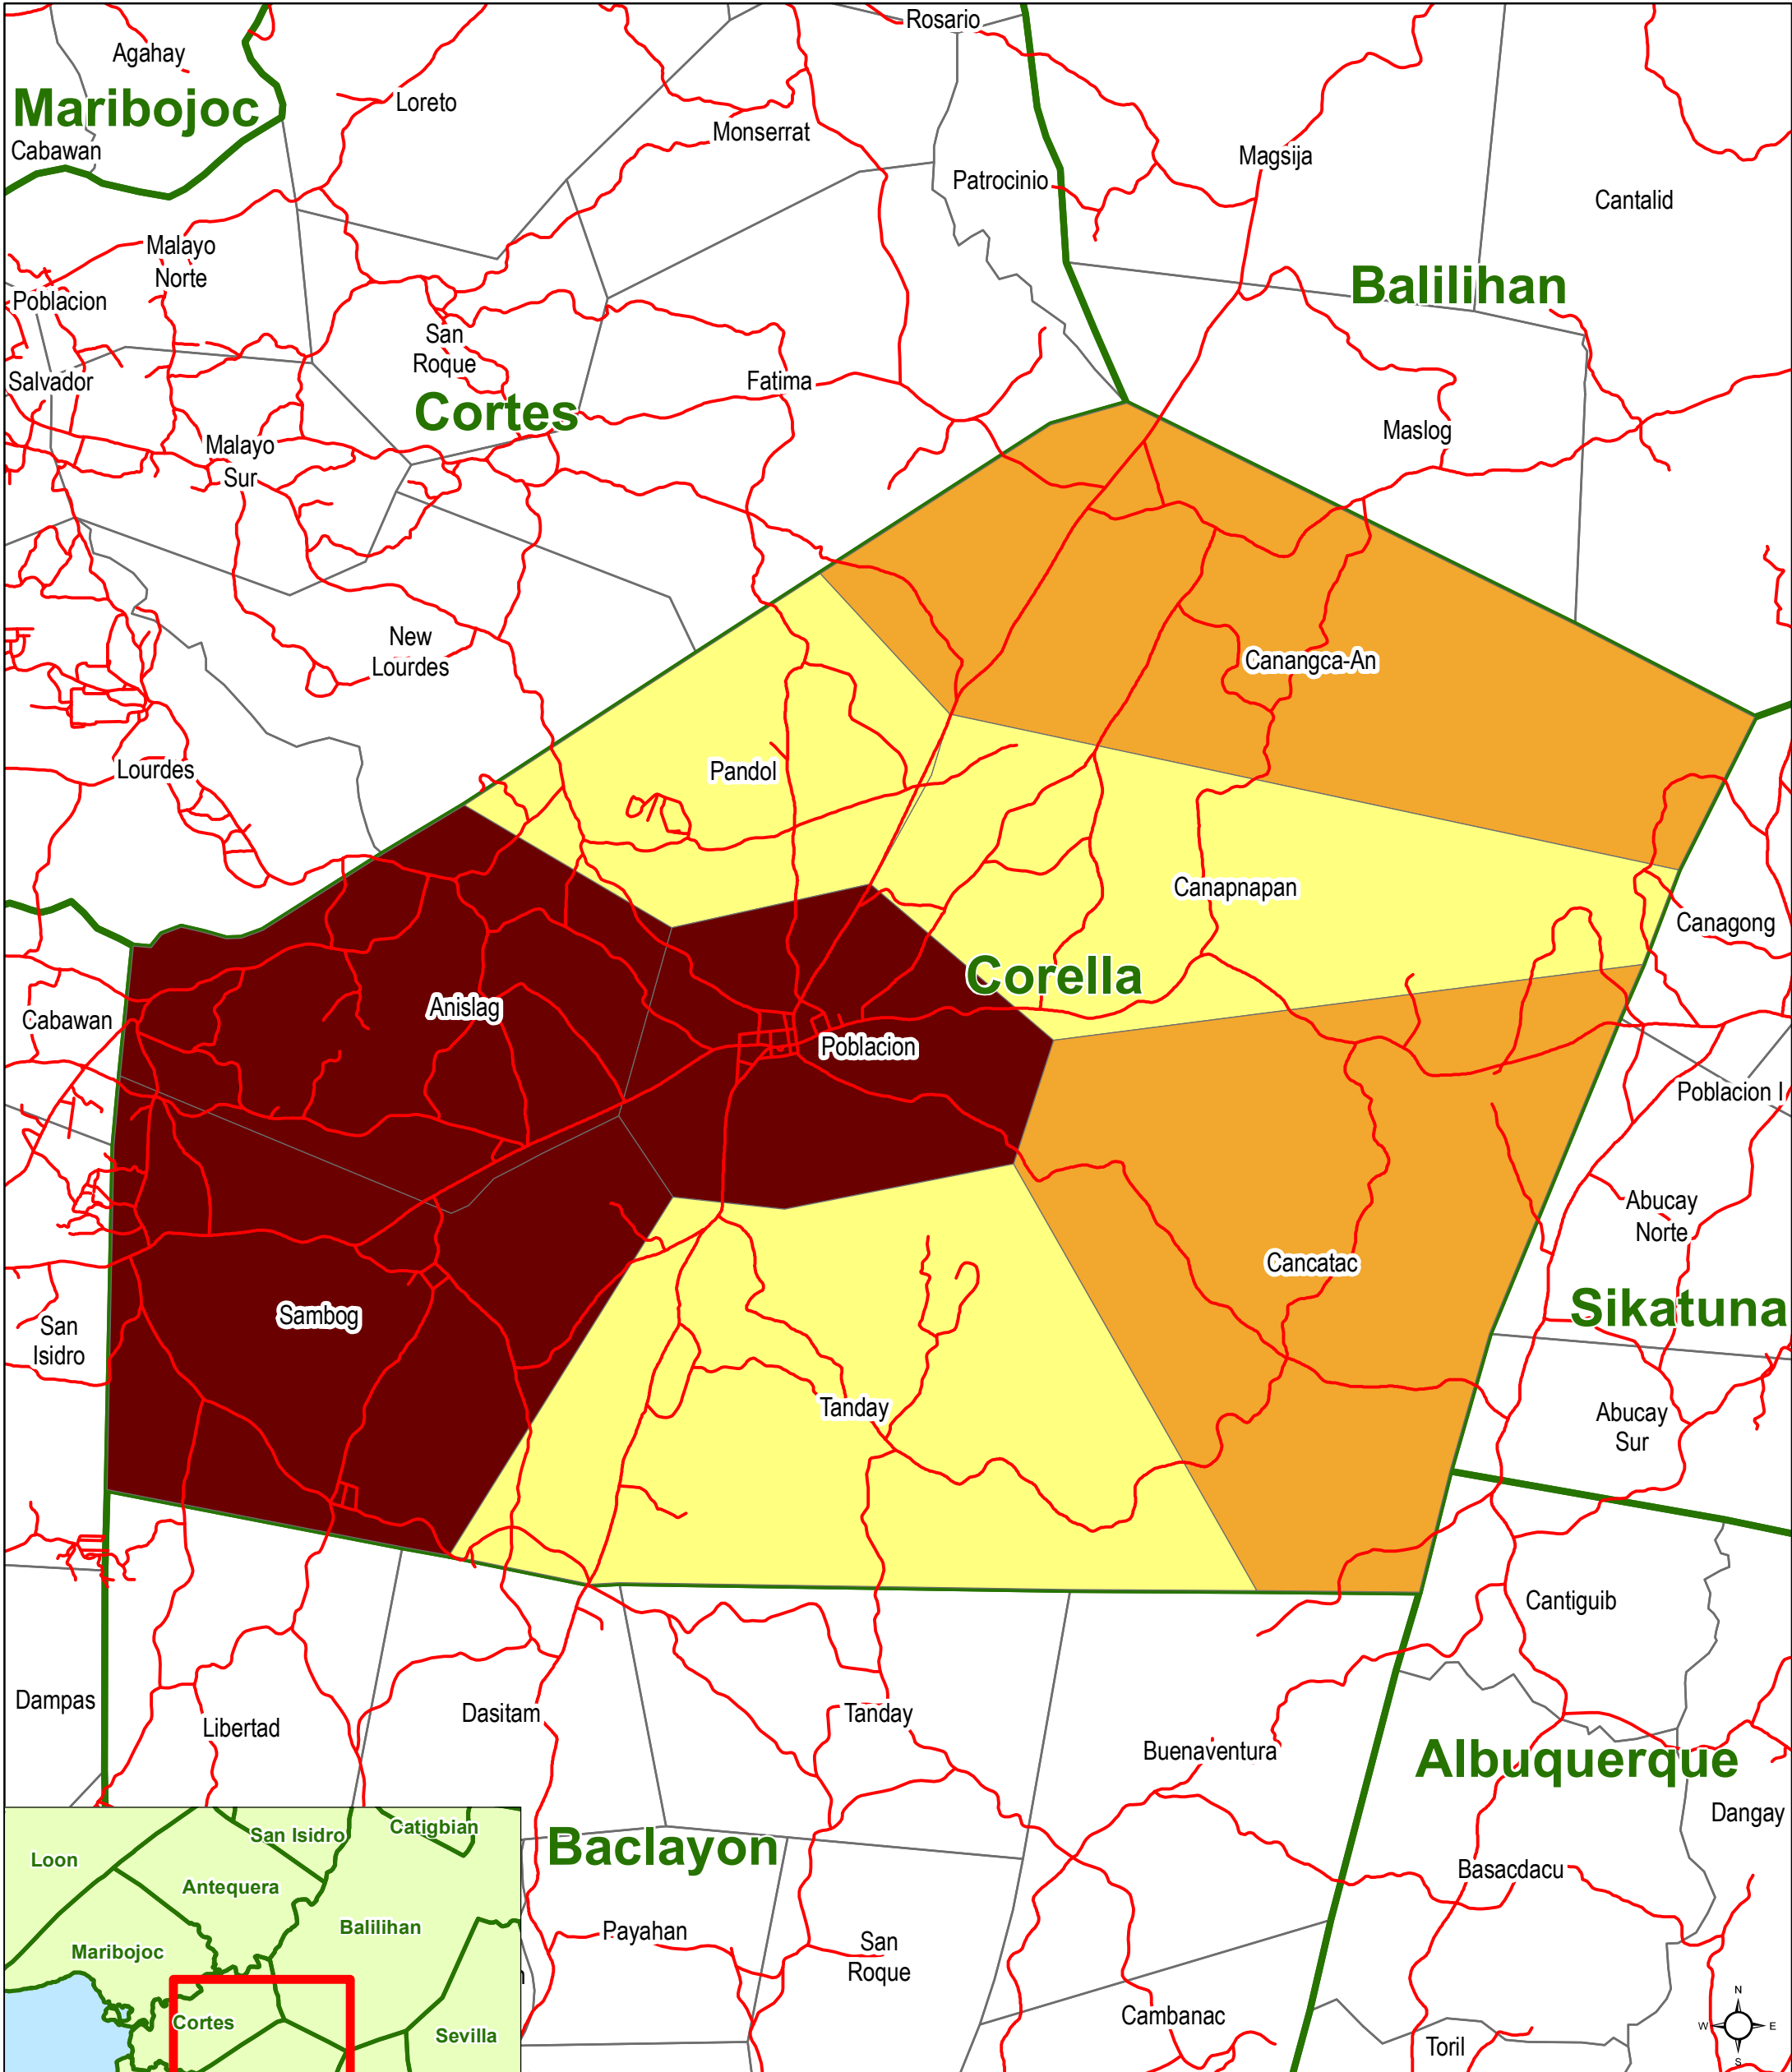 Rosario
Agahay
Loreto
Maribojoc
Monserrat
Cabawan
Magsija
Patrocinio
Cantalid
Malayo
Norte
Balilihan
Poblacion
San
Roque
Salvador
Fatima
Cortes
Maslog
Malayo
Sur
New
Lourdes
Canangca-An
Lourdes
Pandol
Canapnapan
Canagong
Corella
Anislag
Cabawan
Poblacion
Poblacion I
Abucay
Norte
Cancatac
Sikatuna
Sambog
San
Isidro
Tanday
Abucay
Sur
Cantiguib
Dampas
Libertad
Dasitam
Tanday
Buenaventura
Albuquerque
Dangay
Baclayon
Basacdacu
Payahan
San
Roque
Cambanac
Toril
Loon
San Isidro
Catigbian
Antequera
Balilihan
Maribojoc
Cortes
Sevilla
N
W
E
S